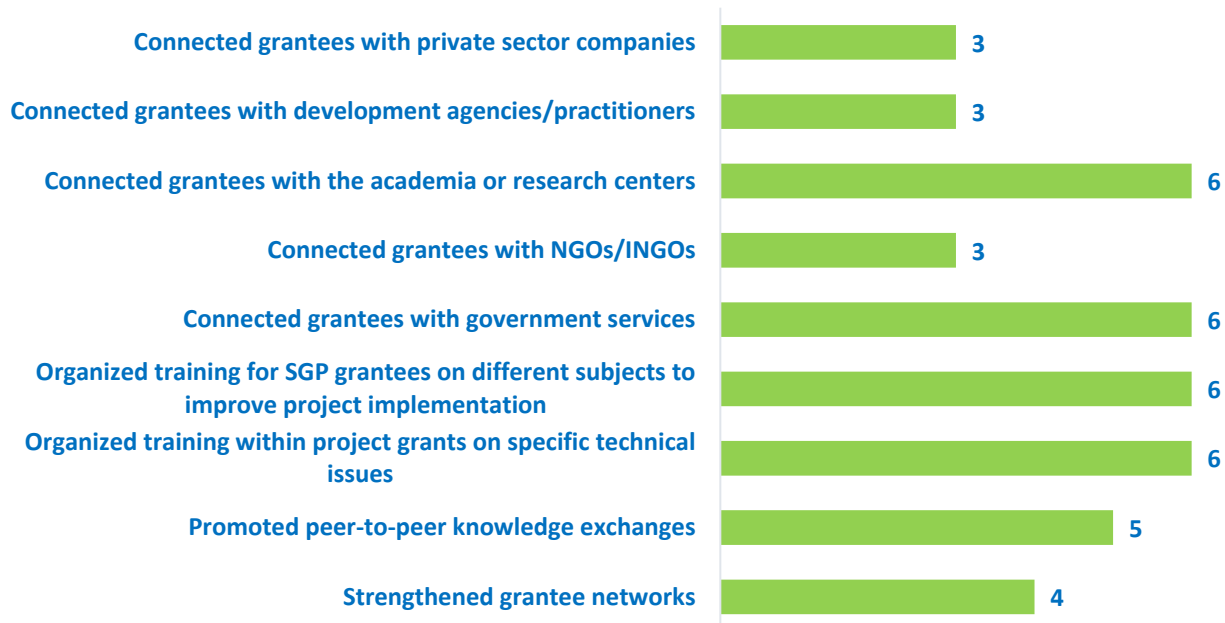 Connected grantees with private sector companies 3
Connected grantees with development agencies/practitioners 3
Connected grantees with the academia or research centers 6
Connected grantees with NGOs/INGOs 3
Connected grantees with government services 6
Organized training for SGP grantees on different subjects to
improve project implementation 6
Organized training within project grants on specific technical
issues 6
Promoted peer-to-peer knowledge exchanges 5
Strengthened grantee networks 4